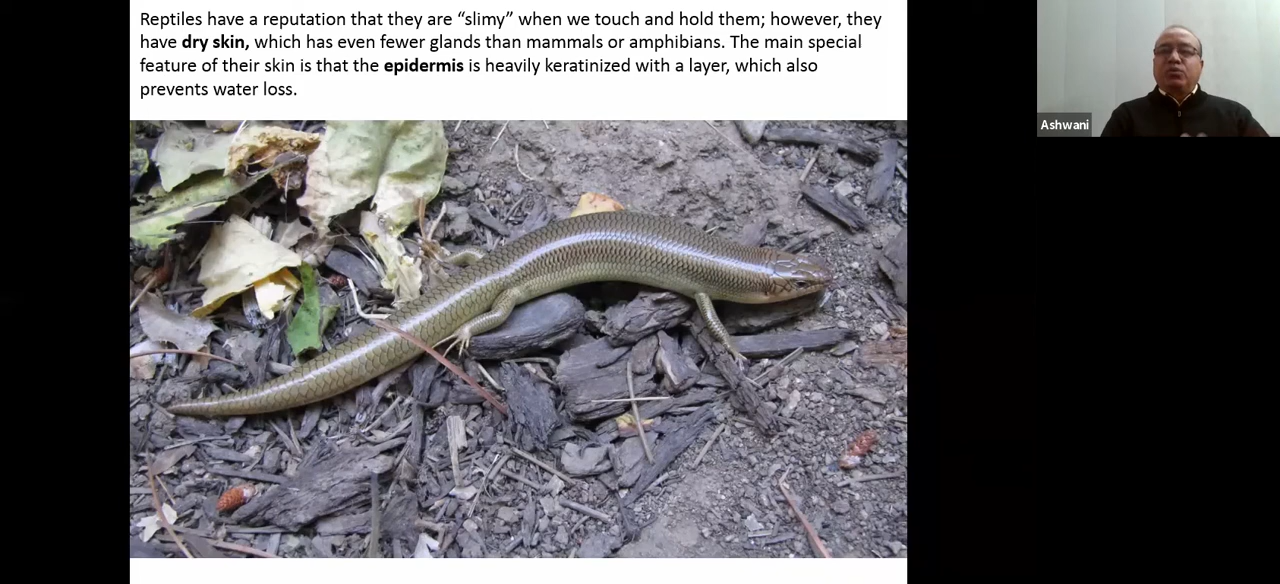 Reptiles have a reputation that they are “slimy” when we touch and hold them; however, they
have dry skin, which has even fewer glands than mammals or amphibians. The main special
feature of their skin is that the epidermis is heavily keratinized with a layer, which also
prevents water loss.
Ashwani